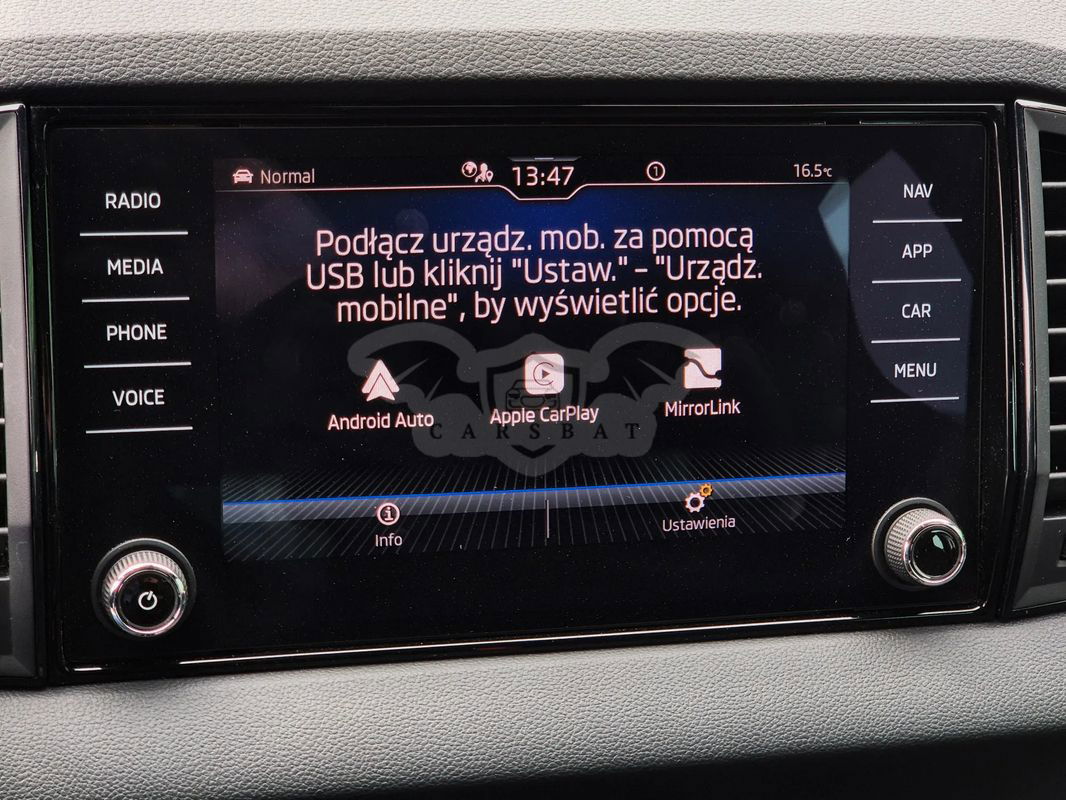 RADIO
MEDIA
PHONE
VOICE
Normal
13:47
1
16.5°C
Podłącz urządz. mob. za pomocą
USB lub kliknij "Ustaw." - "Urządz.
mobilne", by wyświetlić opcje.
Android Auto
Apple CarPlay
MirrorLink
CARSBAT
Info
Ustawienia
NAV
APP
CAR
MENU